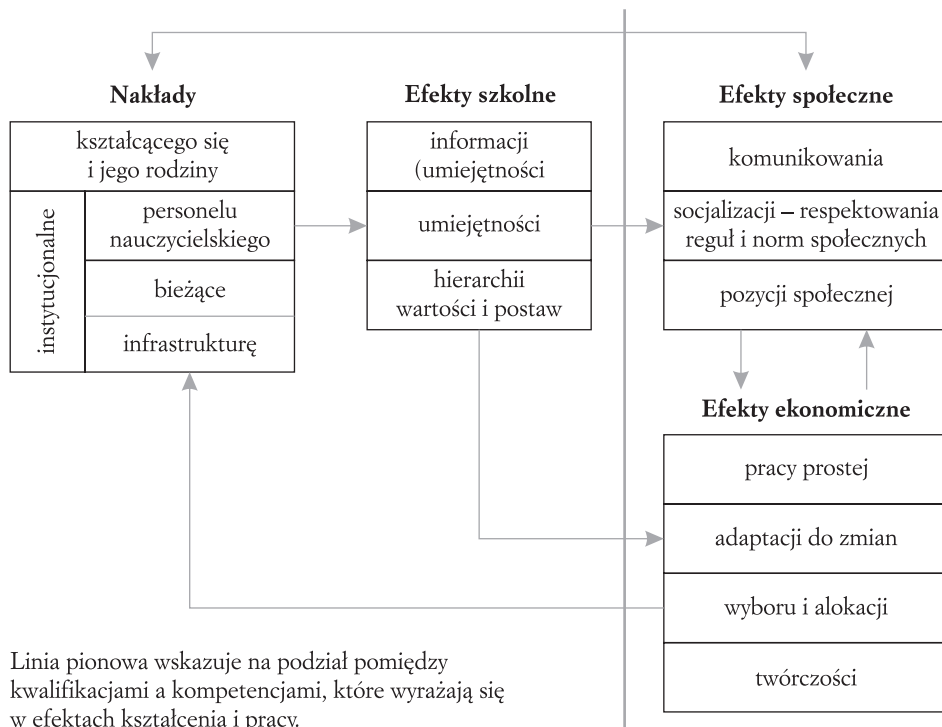 Nakłady
kształcącego się
i jego rodziny
instytucjonalne
personelu
nauczycielskiego
bieżące
infrastrukturę
Efekty szkolne
informacji
(umiejętności
umiejętności
hierarchii
wartości i postaw
Efekty społeczne
komunikowania
socjalizacji – respektowania
reguł i norm społecznych
pozycji społecznej
Efekty ekonomiczne
pracy prostej
adaptacji do zmian
wyboru i alokacji
twórczości
Linia pionowa wskazuje na podział pomiędzy
kwalifikacjami a kompetencjami, które wyrażają się
w efektach kształcenia i pracy.